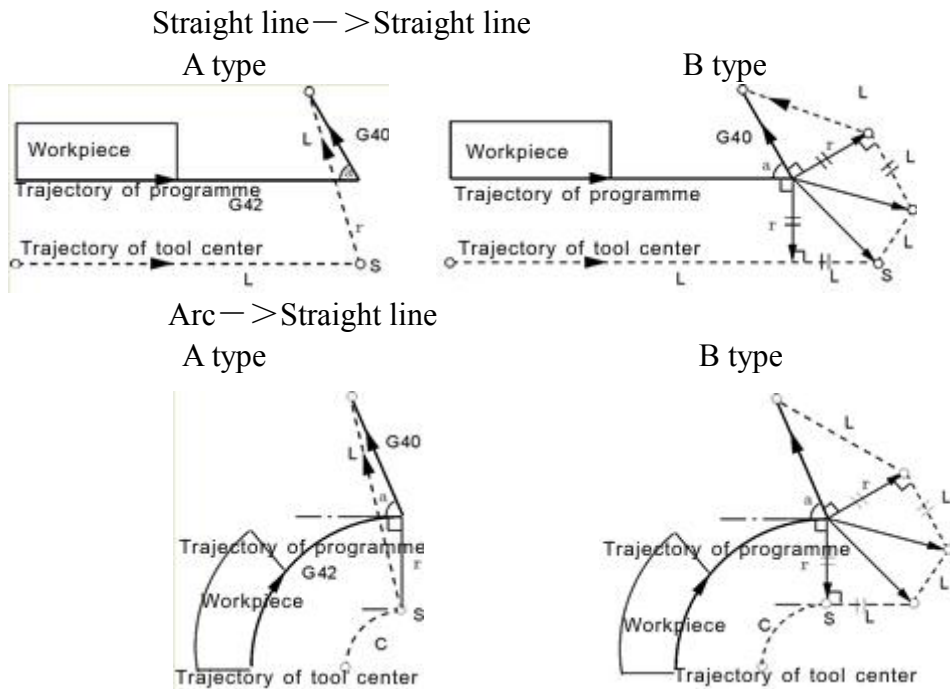 Straight line－＞Straight line
A type
B type
L
G40
Workpiece
a
Trajectory of programme
G42
r
Trajectory of tool center
S
L
L
G40
Workpiece
a
r
L
Trajectory of programme
r
Trajectory of tool center
L
L
L
S
Arc－＞Straight line
A type
B type
G40
L
a
Trajectory of programme
G42
r
Workpiece
S
C
Trajectory of tool center
L
a
r
L
Trajectory of programme
r
L
Workpiece
C
S
L
Trajectory of tool center